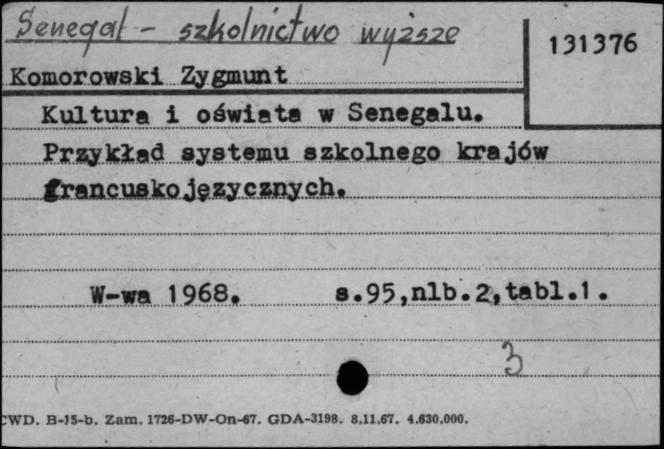 Senegal - szkolnictwo wyższe
131376
Komorowski Zygmunt
Kultura i oświata w Senegalu.
Przykład systemu szkolnego krajów
francuskojęzycznych.
W-wa 1968. s.95,nlb.2,tabl.1.
3
CWD. B-15-b. Zam. 1726-DW-On-67. GDA-3198. 8.11.67. 4.630.000.